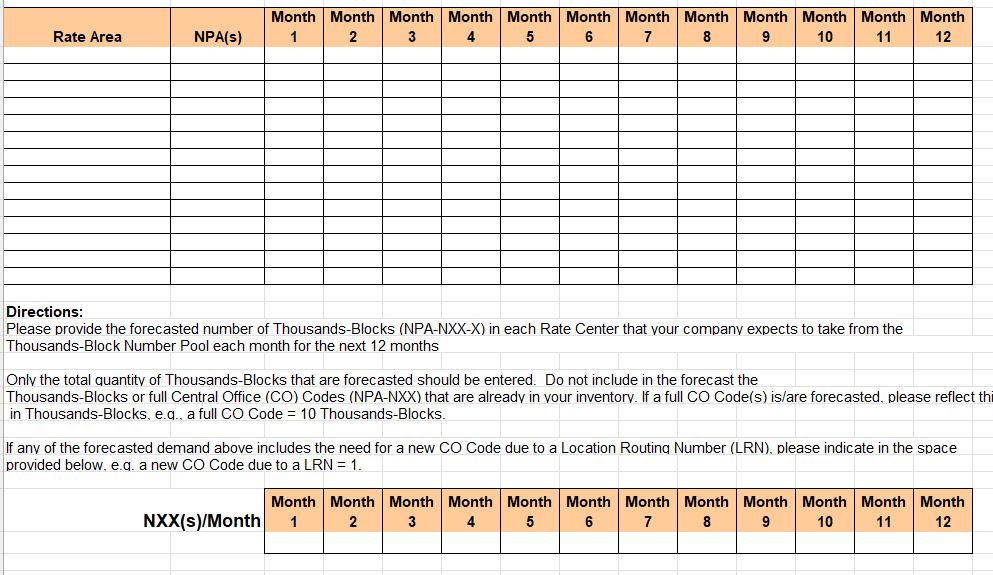 Month Month Month Month Month Month Month Month Month Month Month Month
Rate Area NPA(s) 1 2 3 4 5 6 7 8 9 10 11 12
Directions:
Please provide the forecasted number of Thousands-Blocks (NPA-NXX-X) in each Rate Center that your company expects to take from the
Thousands-Block Number Pool each month for the next 12 months
Only the total quantity of Thousands-Blocks that are forecasted should be entered.  Do not include in the forecast the
Thousands-Blocks or full Central Office (CO) Codes (NPA-NXX) that are already in your inventory. If a full CO Code(s) is/are forecasted, please reflect thi
in Thousands-Blocks, e.g., a full CO Code = 10 Thousands-Blocks.
If any of the forecasted demand above includes the need for a new CO Code due to a Location Routing Number (LRN), please indicate in the space
provided below, e.g. a new CO Code due to a LRN = 1.
Month Month Month Month Month Month Month Month Month Month Month Month
NXX(s)/Month 1 2 3 4 5 6 7 8 9 10 11 12